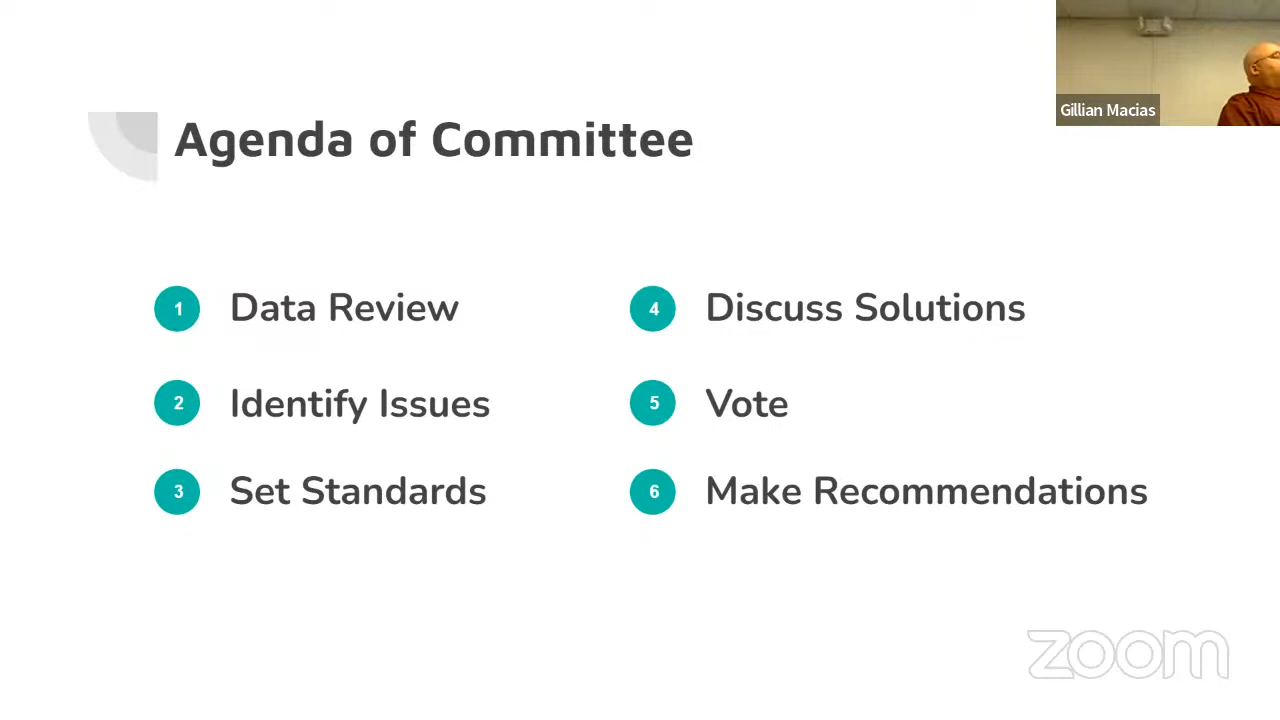 Gillian Macias
Agenda of Committee
1 Data Review
2 Identify Issues
3 Set Standards
4 Discuss Solutions
5 Vote
6 Make Recommendations
zoom